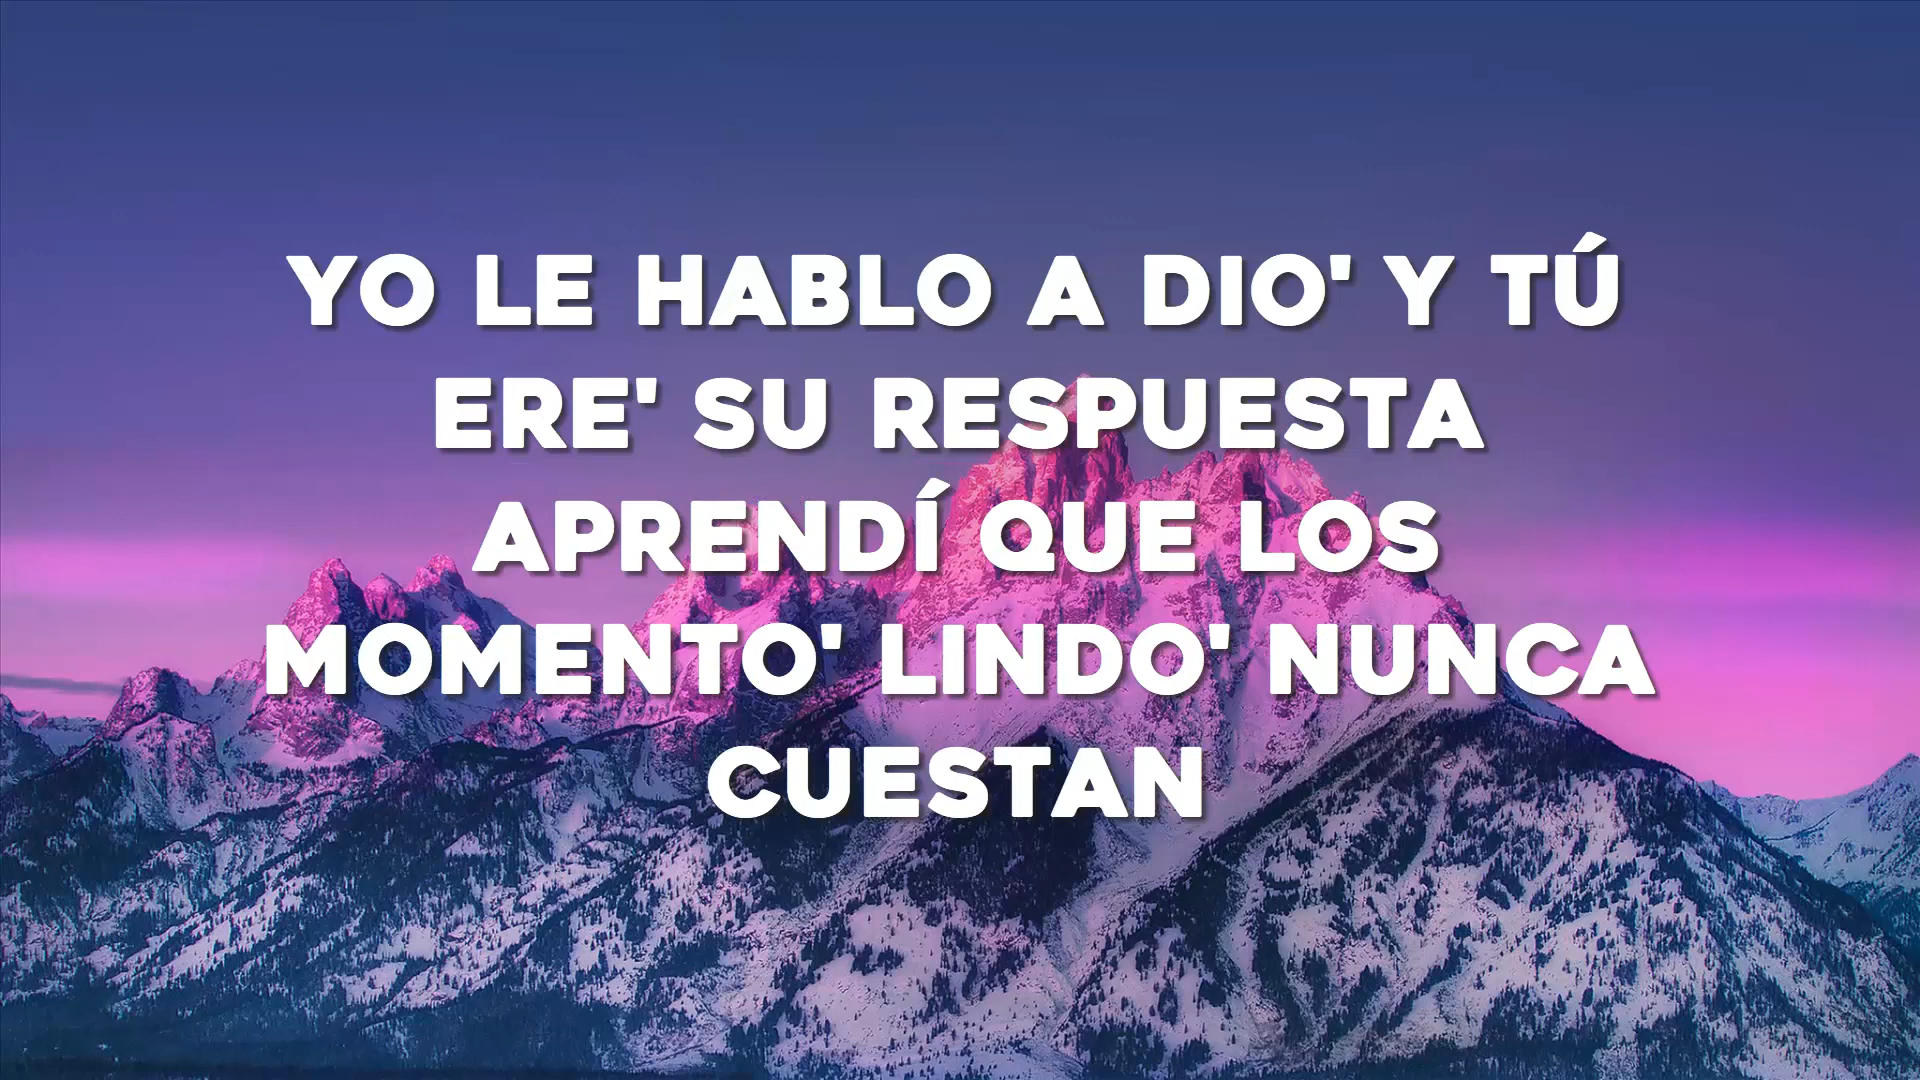 YO LE HABLO A DIO' Y TÚ
ERE' SU RESPUESTA
APRENDÍ QUE LOS
MOMENTO' LINDO' NUNCA
CUESTAN